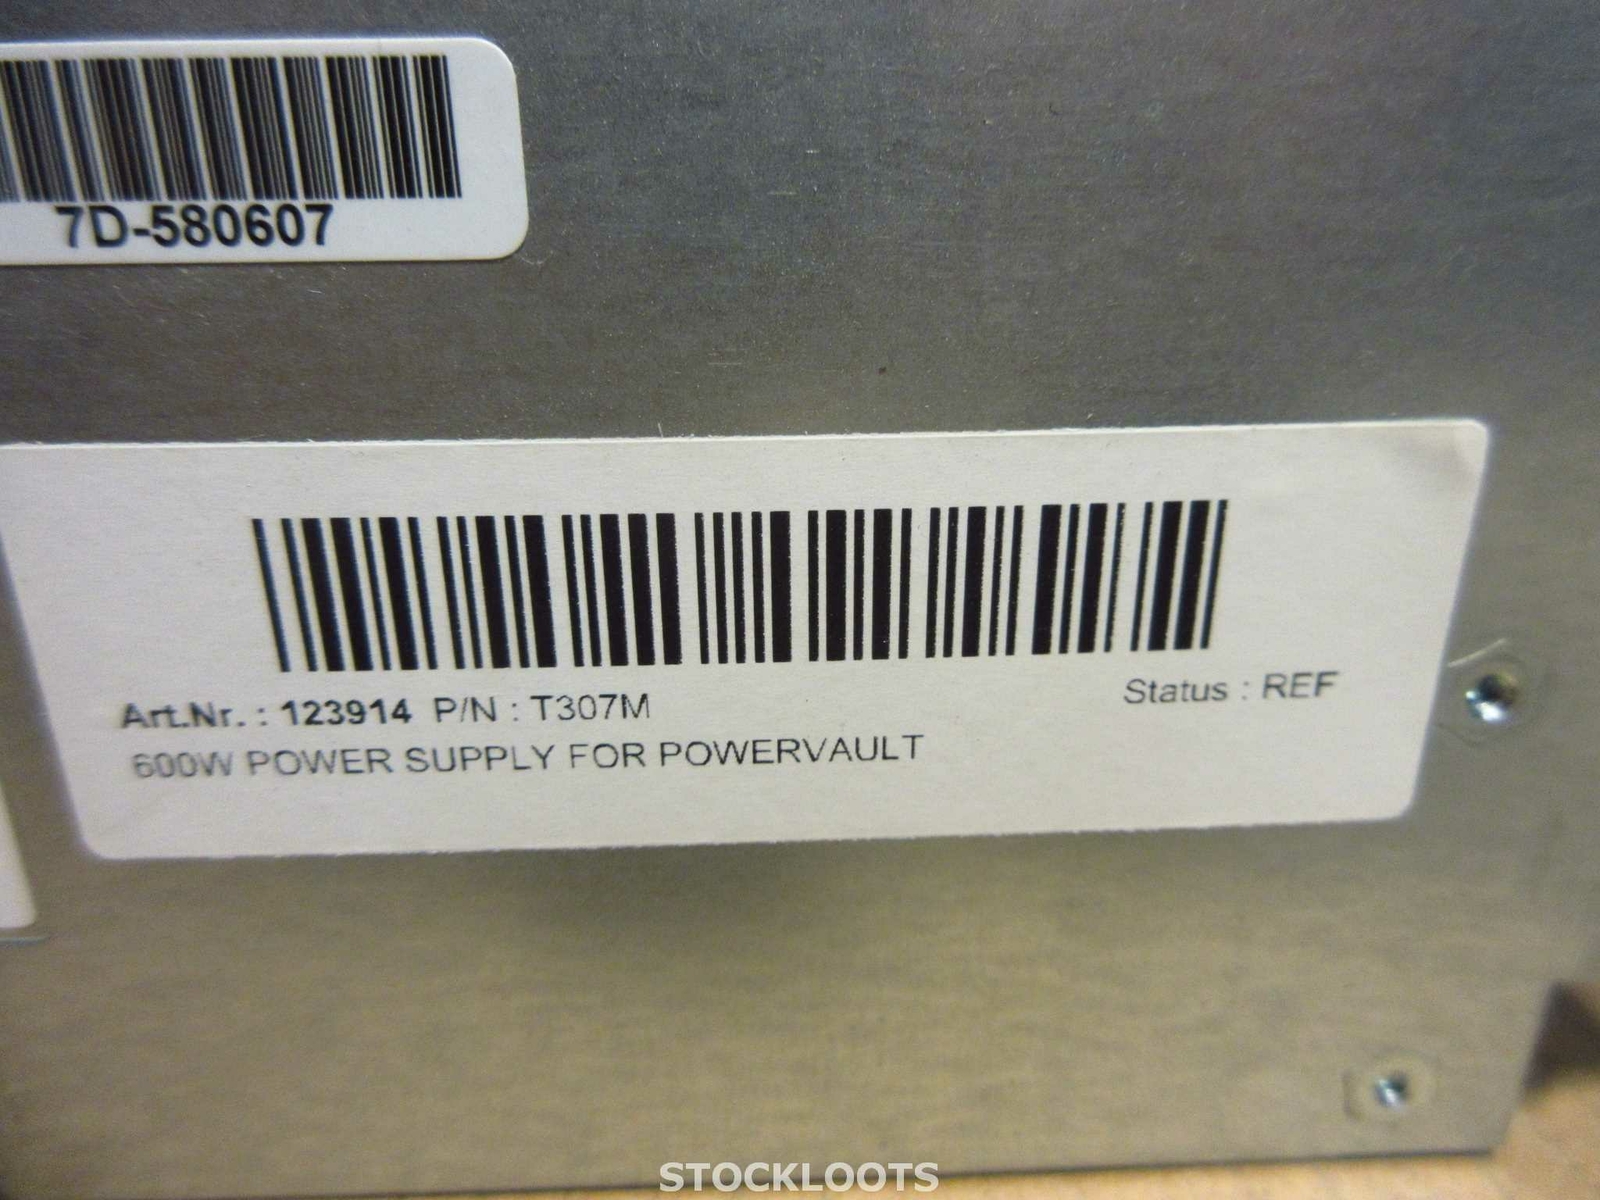 7D-580607
Art.Nr. : 123914 P/N : T307M
Status : REF
600W POWER SUPPLY FOR POWERVAULT
STOCKLOOTS